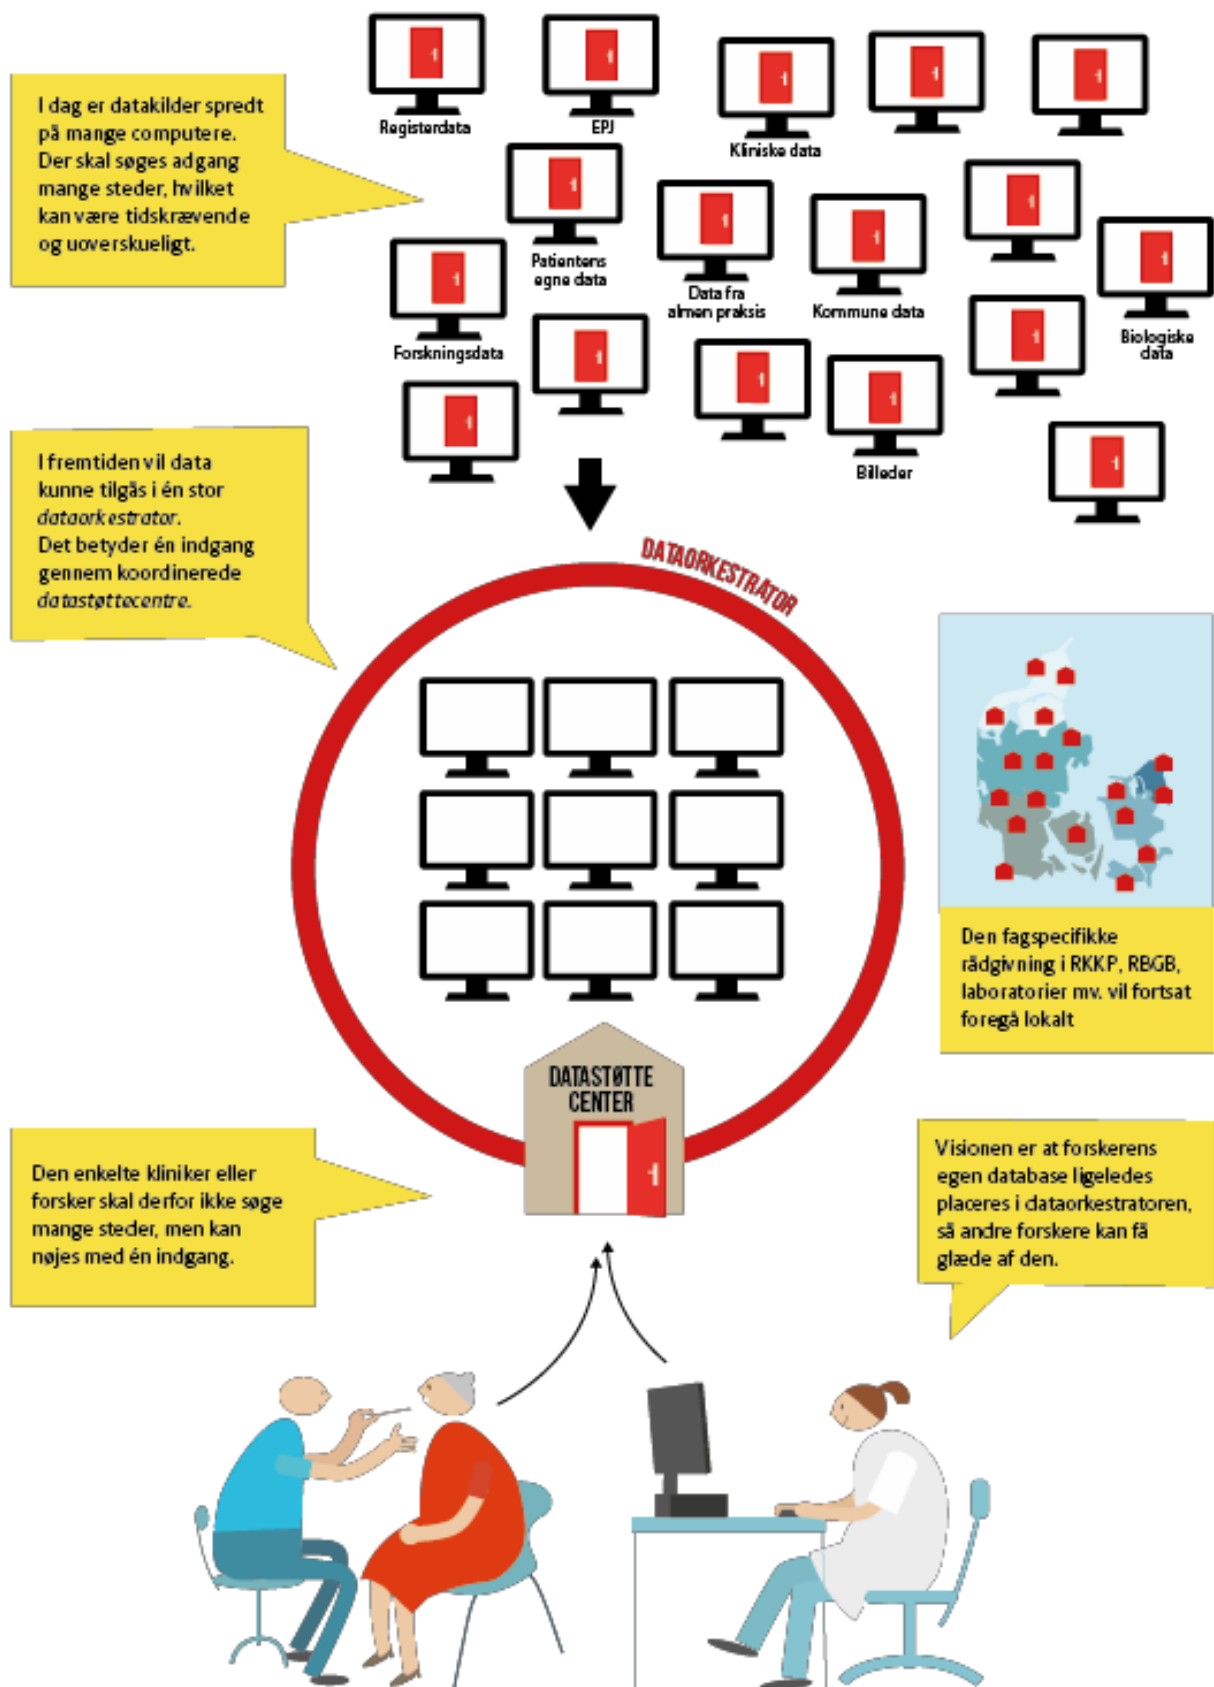 I dag er datakilder spredt
på mange computere.
Der skal søges adgang
mange steder, hvilket
kan være tidskrævende
og uoverskueligt.
Registerdata
EPJ
Kliniske data
Patientens
egne data
Data fra
almen praksis
Kommune data
Biologiske
data
Forskningsdata
Billeder
I fremtiden vil data
kunne tilgås i én stor
dataorkestrator.
Det betyder én indgang
gennem koordinerede
datastøttecentre.
DATAORKESTRATOR
Den fagspecifikke
rådgivning i RKKP, RBGB,
laboratorier mv. vil fortsat
foregå lokalt
DATASTØTTE
CENTER
Den enkelte kliniker eller
forsker skal derfor ikke søge
mange steder, men kan
nøjes med én indgang.
Visionen er at forskerens
egen database ligeledes
placeres i dataorkestratoren,
så andre forskere kan få
glæde af den.